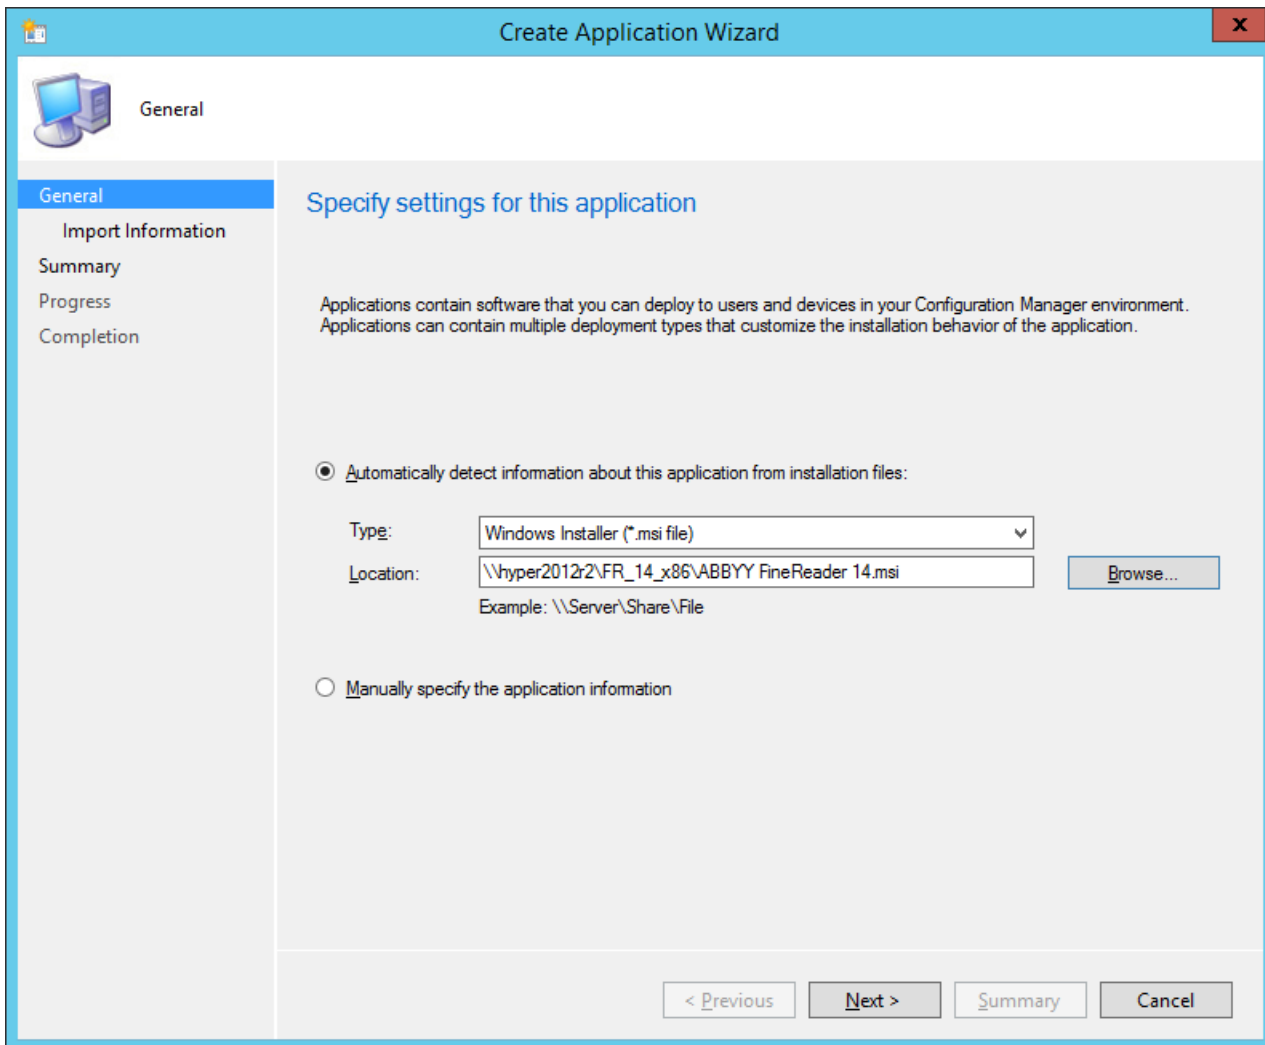 Create Application Wizard
x
General
General
Import Information
Summary
Progress
Completion
Specify settings for this application
Applications contain software that you can deploy to users and devices in your Configuration Manager environment.
Applications can contain multiple deployment types that customize the installation behavior of the application.
Automatically detect information about this application from installation files:
Type: Windows Installer (*.msi file)
Location: \\hyper2012r2\FR_14_x86\ABBYY FineReader 14.msi Browse...
Example: \\Server\Share\File
Manually specify the application information
< Previous Next > Summary Cancel